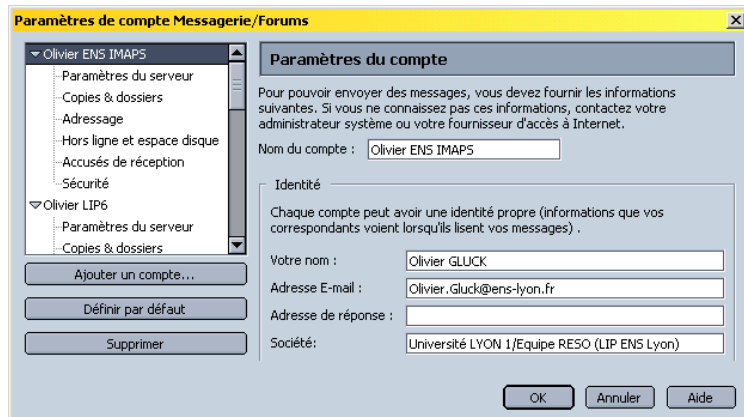 Paramètres de compte Messagerie/Forums
Olivier ENS IMAPS
Paramètres du serveur
Copies & dossiers
Adressage
Hors ligne et espace disque
Accusés de réception
Sécurité
Olivier LIP6
Paramètres du serveur
Copies & dossiers
Ajouter un compte...
Définir par défaut
Supprimer
Paramètres du compte
Pour pouvoir envoyer des messages, vous devez fournir les informations
suivantes. Si vous ne connaissez pas ces informations, contactez votre
administrateur système ou votre fournisseur d'accès à Internet.
Nom du compte : Olivier ENS IMAPS
Identité
Chaque compte peut avoir une identité propre (informations que vos
correspondants voient lorsqu'ils lisent vos messages) .
Votre nom : Olivier GLUCK
Adresse E-mail : Olivier.Gluck@ens-lyon.fr
Adresse de réponse :
Société: Université LYON 1/Equipe RESO (LIP ENS Lyon)
OK Annuler Aide